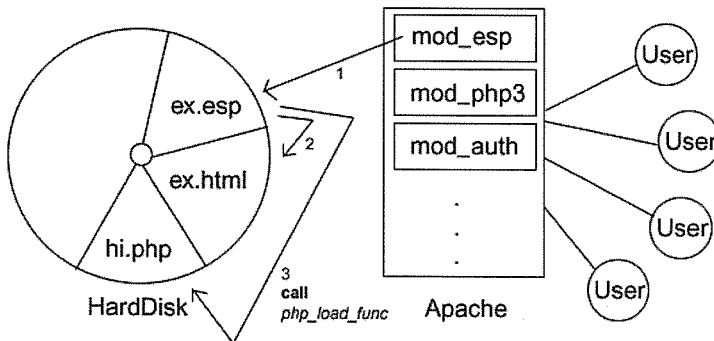 mod_esp
mod_php3
mod_auth
.
.
.
Apache
User
User
User
User
1
2
3
call
php_load_func
ex.esp
ex.html
hi.php
HardDisk